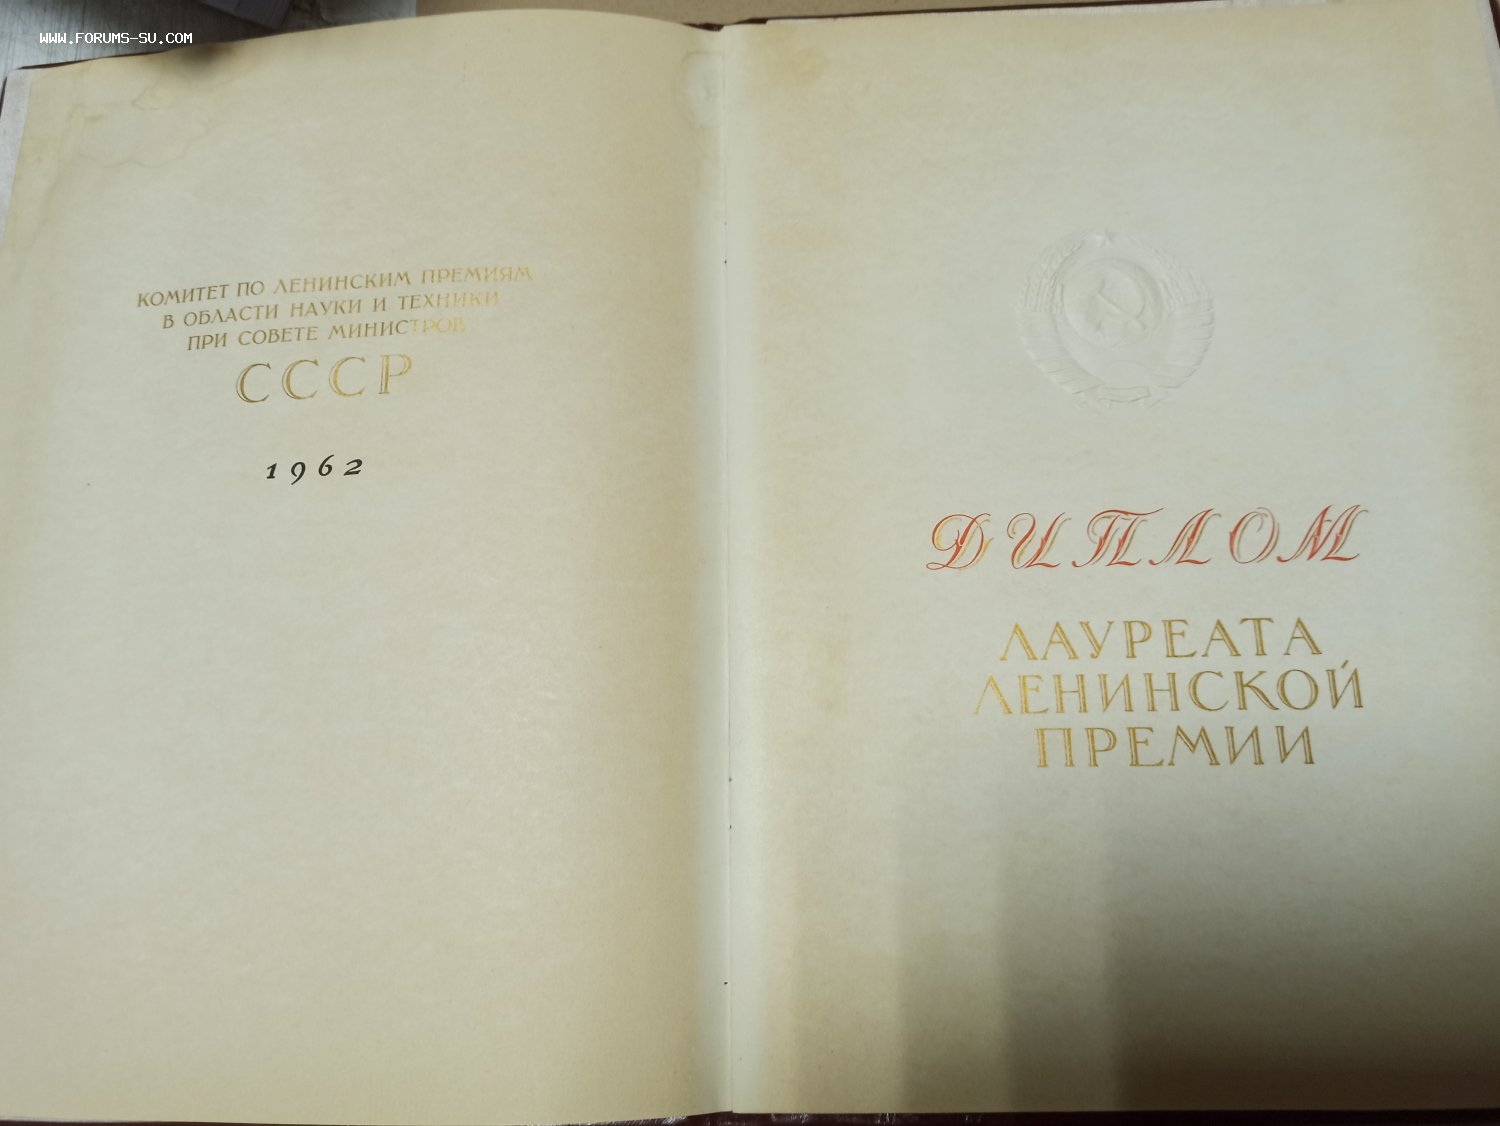 WWW.FORUMS-SU.COM
КОМИТЕТ ПО ЛЕНИНСКИМ ПРЕМИЯМ
В ОБЛАСТИ НАУКИ И ТЕХНИКИ
ПРИ СОВЕТЕ МИНИСТРОВ
СССР
1962
ДИПЛОМ
ЛАУРЕАТА
ЛЕНИНСКОЙ
ПРЕМИИ